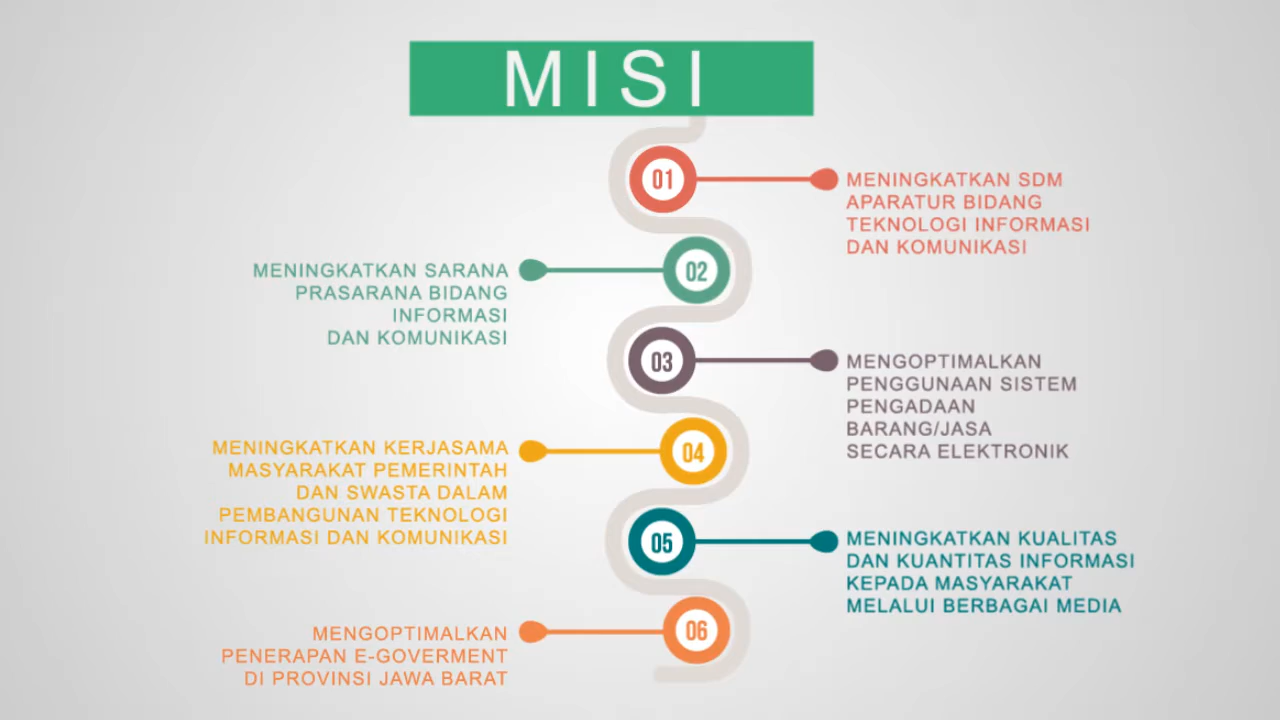 MISI
01
MENINGKATKAN SDM
APARATUR BIDANG
TEKNOLOGI INFORMASI
DAN KOMUNIKASI
02
MENINGKATKAN SARANA
PRASARANA BIDANG
INFORMASI
DAN KOMUNIKASI
03
MENGOPTIMALKAN
PENGGUNAAN SISTEM
PENGADAAN
BARANG/JASA
SECARA ELEKTRONIK
04
MENINGKATKAN KERJASAMA
MASYARAKAT PEMERINTAH
DAN SWASTA DALAM
PEMBANGUNAN TEKNOLOGI
INFORMASI DAN KOMUNIKASI
05
MENINGKATKAN KUALITAS
DAN KUANTITAS INFORMASI
KEPADA MASYARAKAT
MELALUI BERBAGAI MEDIA
06
MENGOPTIMALKAN
PENERAPAN E-GOVERMENT
DI PROVINSI JAWA BARAT